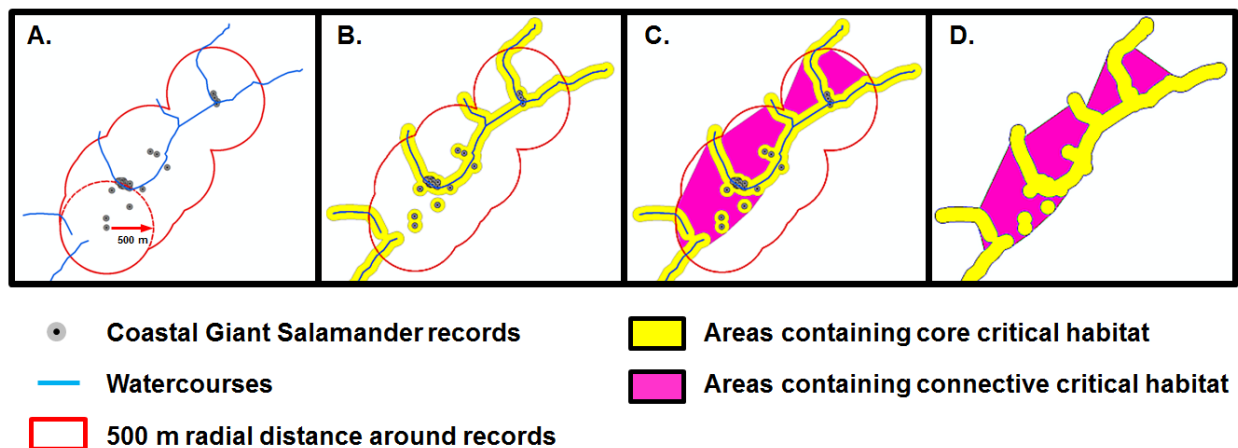 A.
B.
C.
D.
500 m
Coastal Giant Salamander records
Areas containing core critical habitat
Watercourses
Areas containing connective critical habitat
500 m radial distance around records